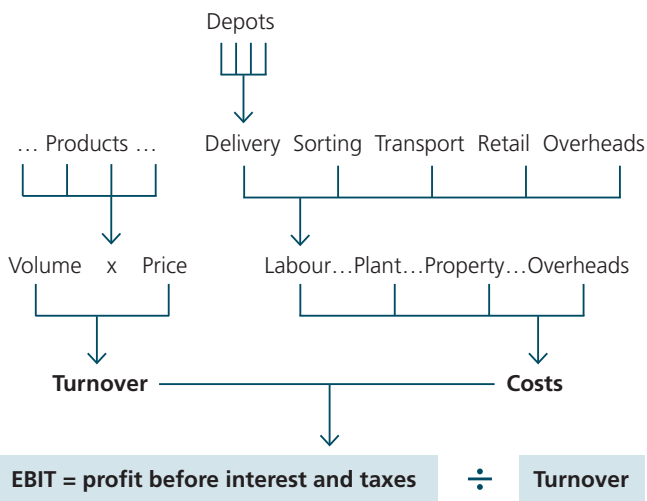 Depots
… Products …
Delivery Sorting Transport Retail Overheads
Volume x Price
Labour…Plant…Property…Overheads
Turnover
Costs
EBIT = profit before interest and taxes ÷ Turnover